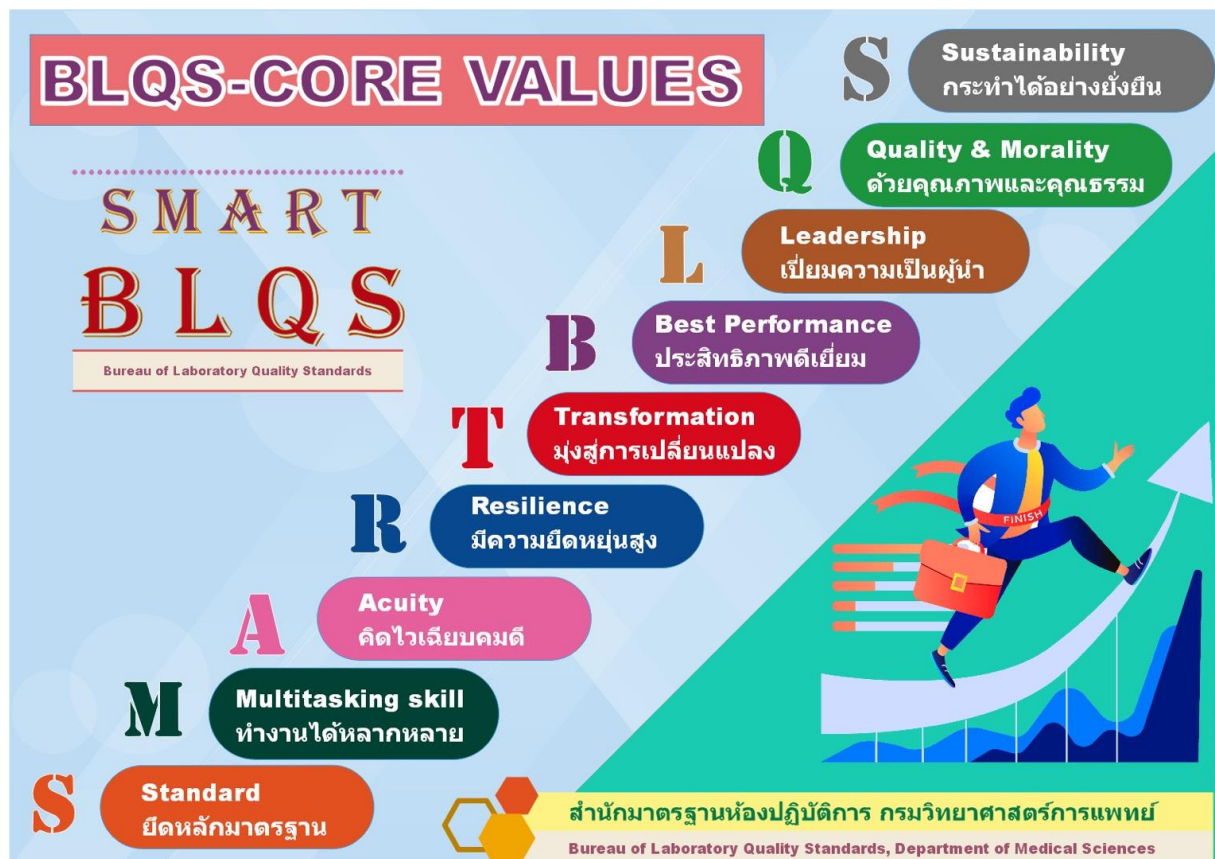 BLQS-CORE VALUES
SMART
BLQS
Bureau of Laboratory Quality Standards
S
Sustainability
กระทำได้อย่างยั่งยืน
Q
Quality & Morality
ด้วยคุณภาพและคุณธรรม
L
Leadership
เปี่ยมความเป็นผู้นำ
B
Best Performance
ประสิทธิภาพดีเยี่ยม
T
Transformation
มุ่งสู่การเปลี่ยนแปลง
R
Resilience
มีความยืดหยุ่นสูง
A
Acuity
คิดไวเฉียบคมดี
M
Multitasking skill
ทำงานได้หลากหลาย
S
Standard
ยึดหลักมาตรฐาน
FINISH
สำนักมาตรฐานห้องปฏิบัติการ กรมวิทยาศาสตร์การแพทย์
Bureau of Laboratory Quality Standards, Department of Medical Sciences